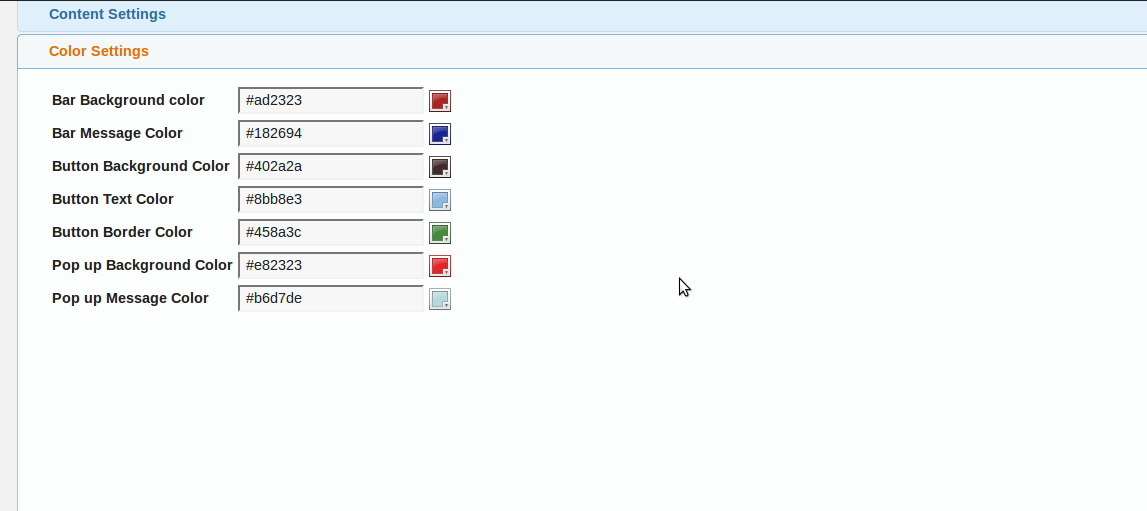 Content Settings
Color Settings
Bar Background color #ad2323
Bar Message Color #182694
Button Background Color #402a2a
Button Text Color #8bb8e3
Button Border Color #458a3c
Pop up Background Color #e82323
Pop up Message Color #b6d7de